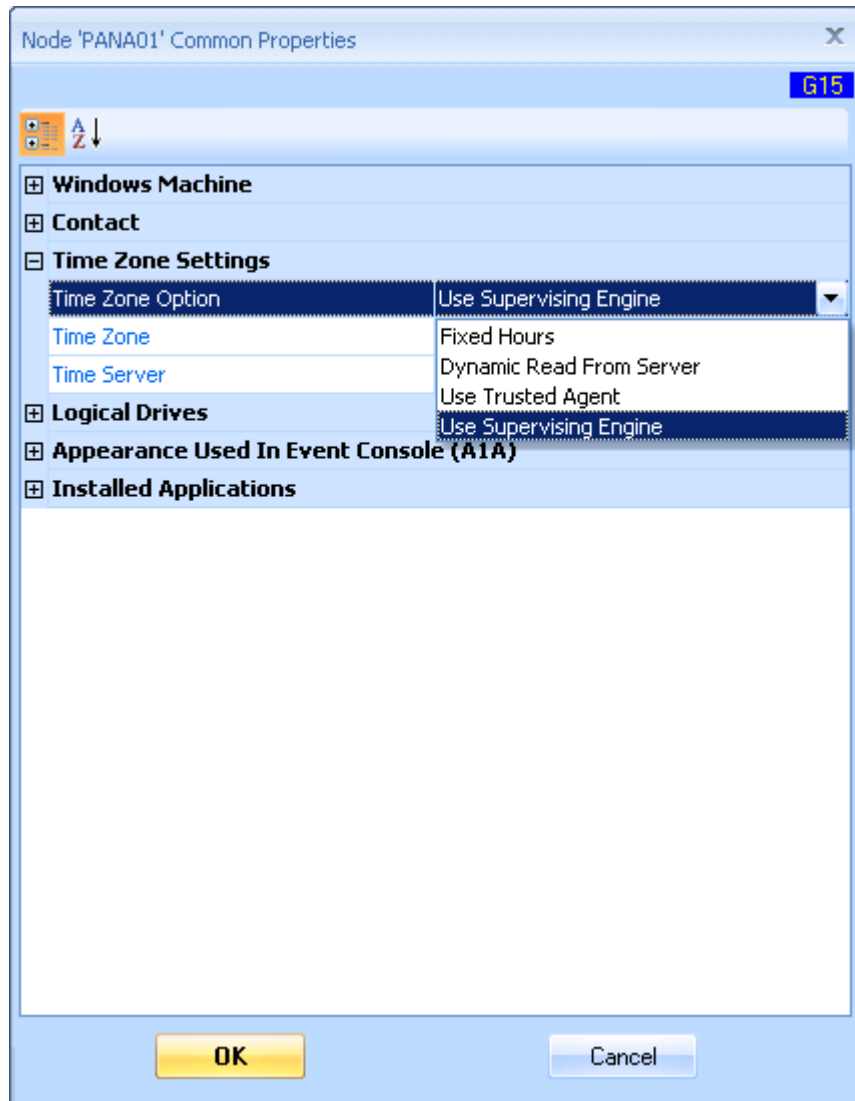 Node 'PANA01' Common Properties
G15
Windows Machine
Contact
Time Zone Settings
Time Zone Option Use Supervising Engine
Time Zone Fixed Hours
Dynamic Read From Server
Time Server Use Trusted Agent
Logical Drives Use Supervising Engine
Appearance Used In Event Console (A1A)
Installed Applications
OK Cancel